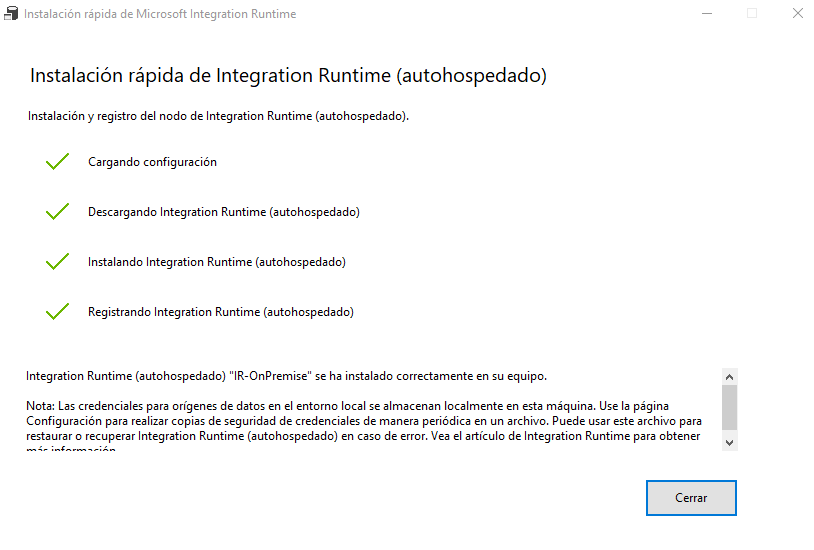 Instalación rápida de Microsoft Integration Runtime
Instalación rápida de Integration Runtime (autohospedado)
Instalación y registro del nodo de Integration Runtime (autohospedado).
Cargando configuración
Descargando Integration Runtime (autohospedado)
Instalando Integration Runtime (autohospedado)
Registrando Integration Runtime (autohospedado)
Integration Runtime (autohospedado) "IR-OnPremise" se ha instalado correctamente en su equipo.
Nota: Las credenciales para orígenes de datos en el entorno local se almacenan localmente en esta máquina. Use la página
Configuración para realizar copias de seguridad de credenciales de manera periódica en un archivo. Puede usar este archivo para
restaurar o recuperar Integration Runtime (autohospedado) en caso de error. Vea el artículo de Integration Runtime para obtener
más información.
Cerrar